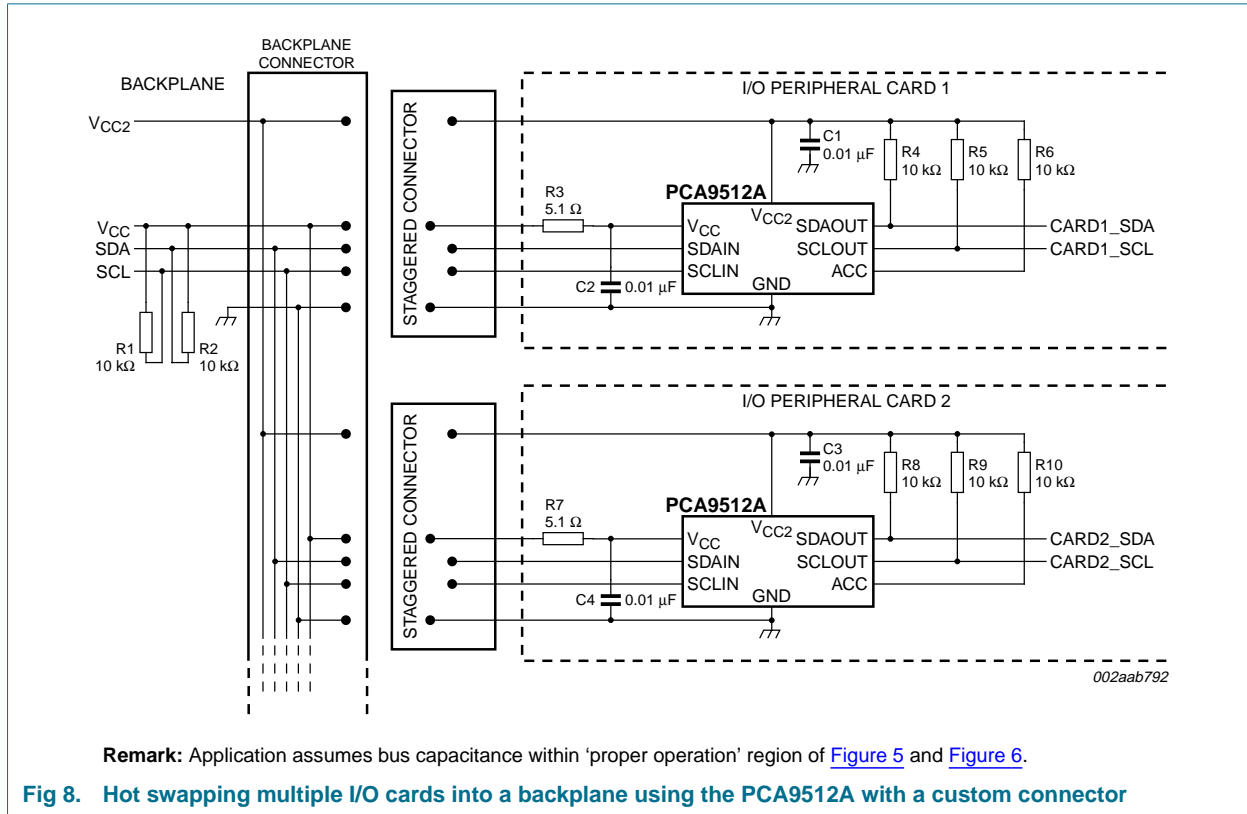 BACKPLANE
CONNECTOR
BACKPLANE
VCC2
VCC
SDA
SCL
R1
10 kΩ
R2
10 kΩ
STAGGERED CONNECTOR
I/O PERIPHERAL CARD 1
R3
5.1 Ω
C2
0.01 μF
C1
0.01 μF
R4
10 kΩ
R5
10 kΩ
R6
10 kΩ
PCA9512A
VCC
VCC2
SDAOUT
SDAIN
SCLOUT
SCLIN
ACC
GND
CARD1_SDA
CARD1_SCL
STAGGERED CONNECTOR
I/O PERIPHERAL CARD 2
R7
5.1 Ω
C4
0.01 μF
C3
0.01 μF
R8
10 kΩ
R9
10 kΩ
R10
10 kΩ
PCA9512A
VCC
VCC2
SDAOUT
SDAIN
SCLOUT
SCLIN
ACC
GND
CARD2_SDA
CARD2_SCL
002aab792
Remark: Application assumes bus capacitance within ‘proper operation’ region of Figure 5 and Figure 6.
Fig 8. Hot swapping multiple I/O cards into a backplane using the PCA9512A with a custom connector